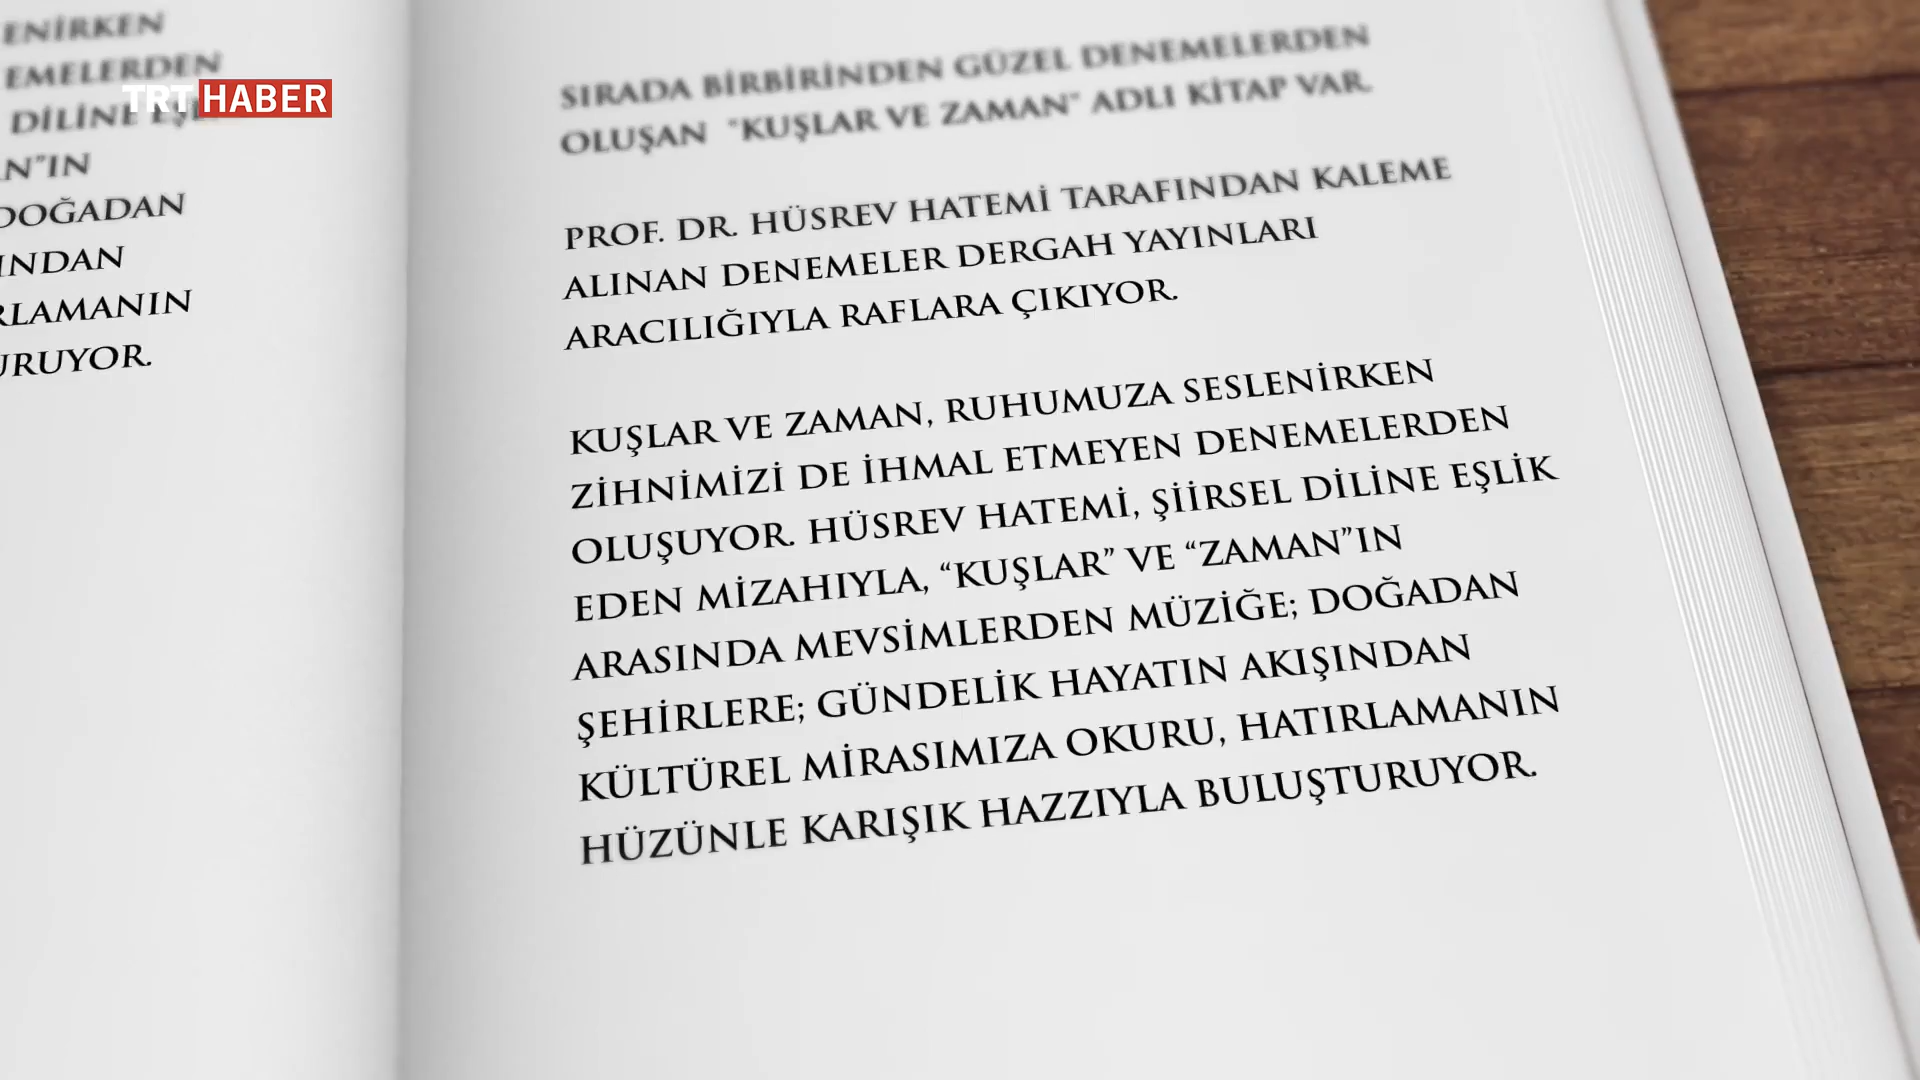 ENİRKEN
EMELERDEN
DİLİNE
AN”IN
DOĞADAN
INDAN
RLAMANIN
URUYOR.
TRT HABER
SIRADA BİRBİRİNDEN GÜZEL DENEMELERDEN
OLUŞAN "KUŞLAR VE ZAMAN" ADLI KİTAP VAR.
PROF. DR. HÜSREV HATEMİ TARAFINDAN KALEME
ALINAN DENEMELER DERGAH YAYINLARI
ARACILIĞIYLA RAFLARA ÇIKIYOR.
KUŞLAR VE ZAMAN, RUHUMUZA SESLENİRKEN
ZİHNİMİZİ DE İHMAL ETMEYEN DENEMELERDEN
OLUŞUYOR. HÜSREV HATEMİ, ŞİİRSEL DİLİNE EŞLİK
EDEN MİZAHIYLA, “KUŞLAR” VE “ZAMAN”IN
ARASINDA MEVSİMLERDEN MÜZİĞE; DOĞADAN
ŞEHİRLERE; GÜNDELİK HAYATIN AKIŞINDAN
KÜLTÜREL MİRASIMIZA OKURU, HATIRLAMANIN
HÜZÜNLE KARIŞIK HAZZIYLA BULUŞTURUYOR.